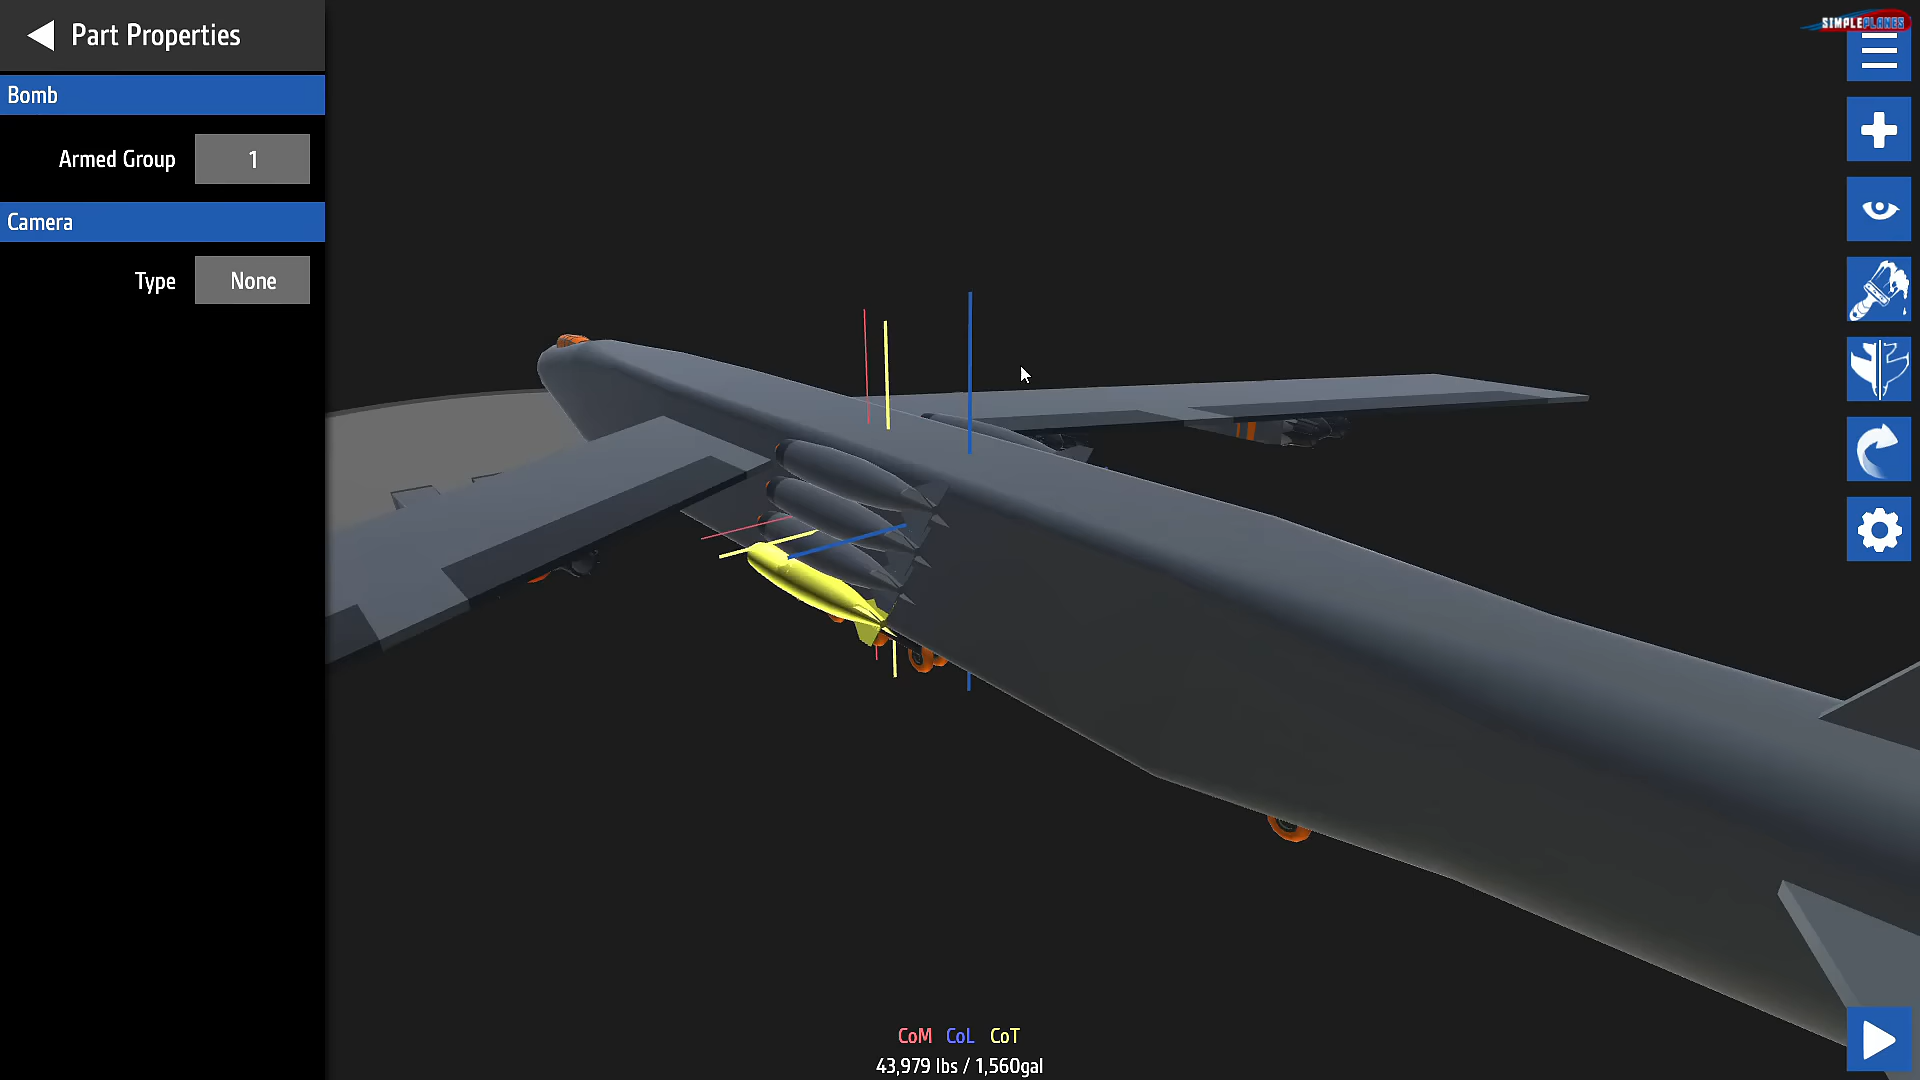 Part Properties
SIMPLEPLANES
Bomb
Armed Group 1
Camera
Type None
CoM CoL CoT
43,979 lbs / 1,560gal